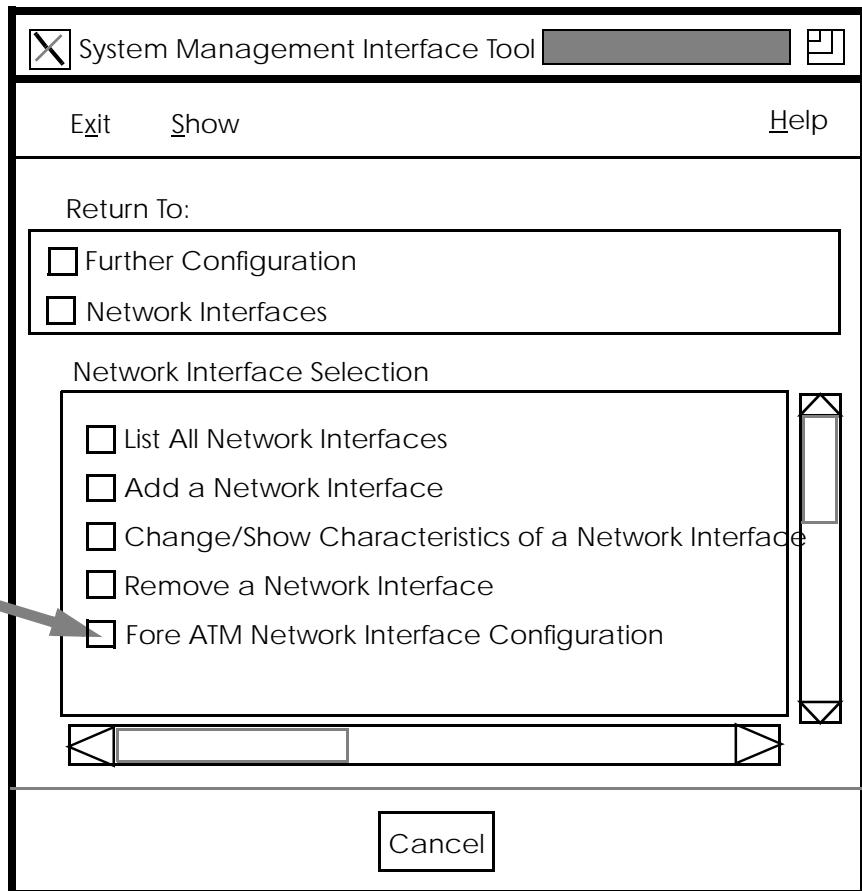 System Management Interface Tool
Exit Show Help
Return To:
Further Configuration
Network Interfaces
Network Interface Selection
List All Network Interfaces
Add a Network Interface
Change/Show Characteristics of a Network Interface
Remove a Network Interface
Fore ATM Network Interface Configuration
Cancel